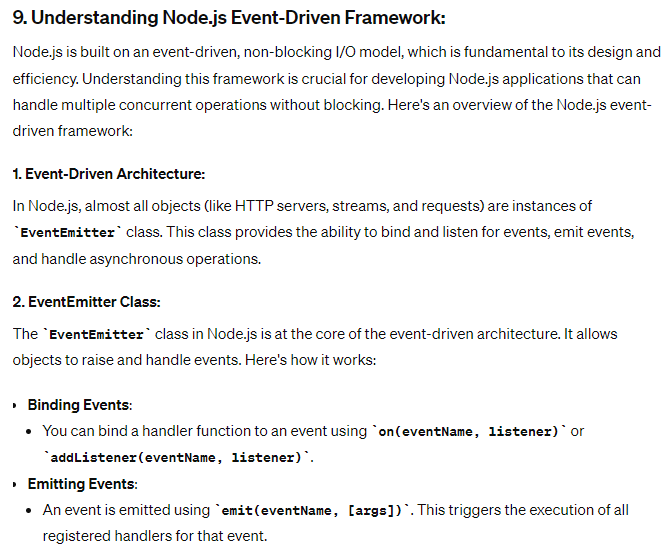 9. Understanding Node.js Event-Driven Framework:
Node.js is built on an event-driven, non-blocking I/O model, which is fundamental to its design and
efficiency. Understanding this framework is crucial for developing Node.js applications that can
handle multiple concurrent operations without blocking. Here's an overview of the Node.js event-
driven framework:
1. Event-Driven Architecture:
In Node.js, almost all objects (like HTTP servers, streams, and requests) are instances of
`EventEmitter` class. This class provides the ability to bind and listen for events, emit events,
and handle asynchronous operations.
2. EventEmitter Class:
The `EventEmitter` class in Node.js is at the core of the event-driven architecture. It allows
objects to raise and handle events. Here's how it works:
• Binding Events:
• You can bind a handler function to an event using `on(eventName, listener)` or
`addListener(eventName, listener)`.
• Emitting Events:
• An event is emitted using `emit(eventName, [args])`. This triggers the execution of all
registered handlers for that event.